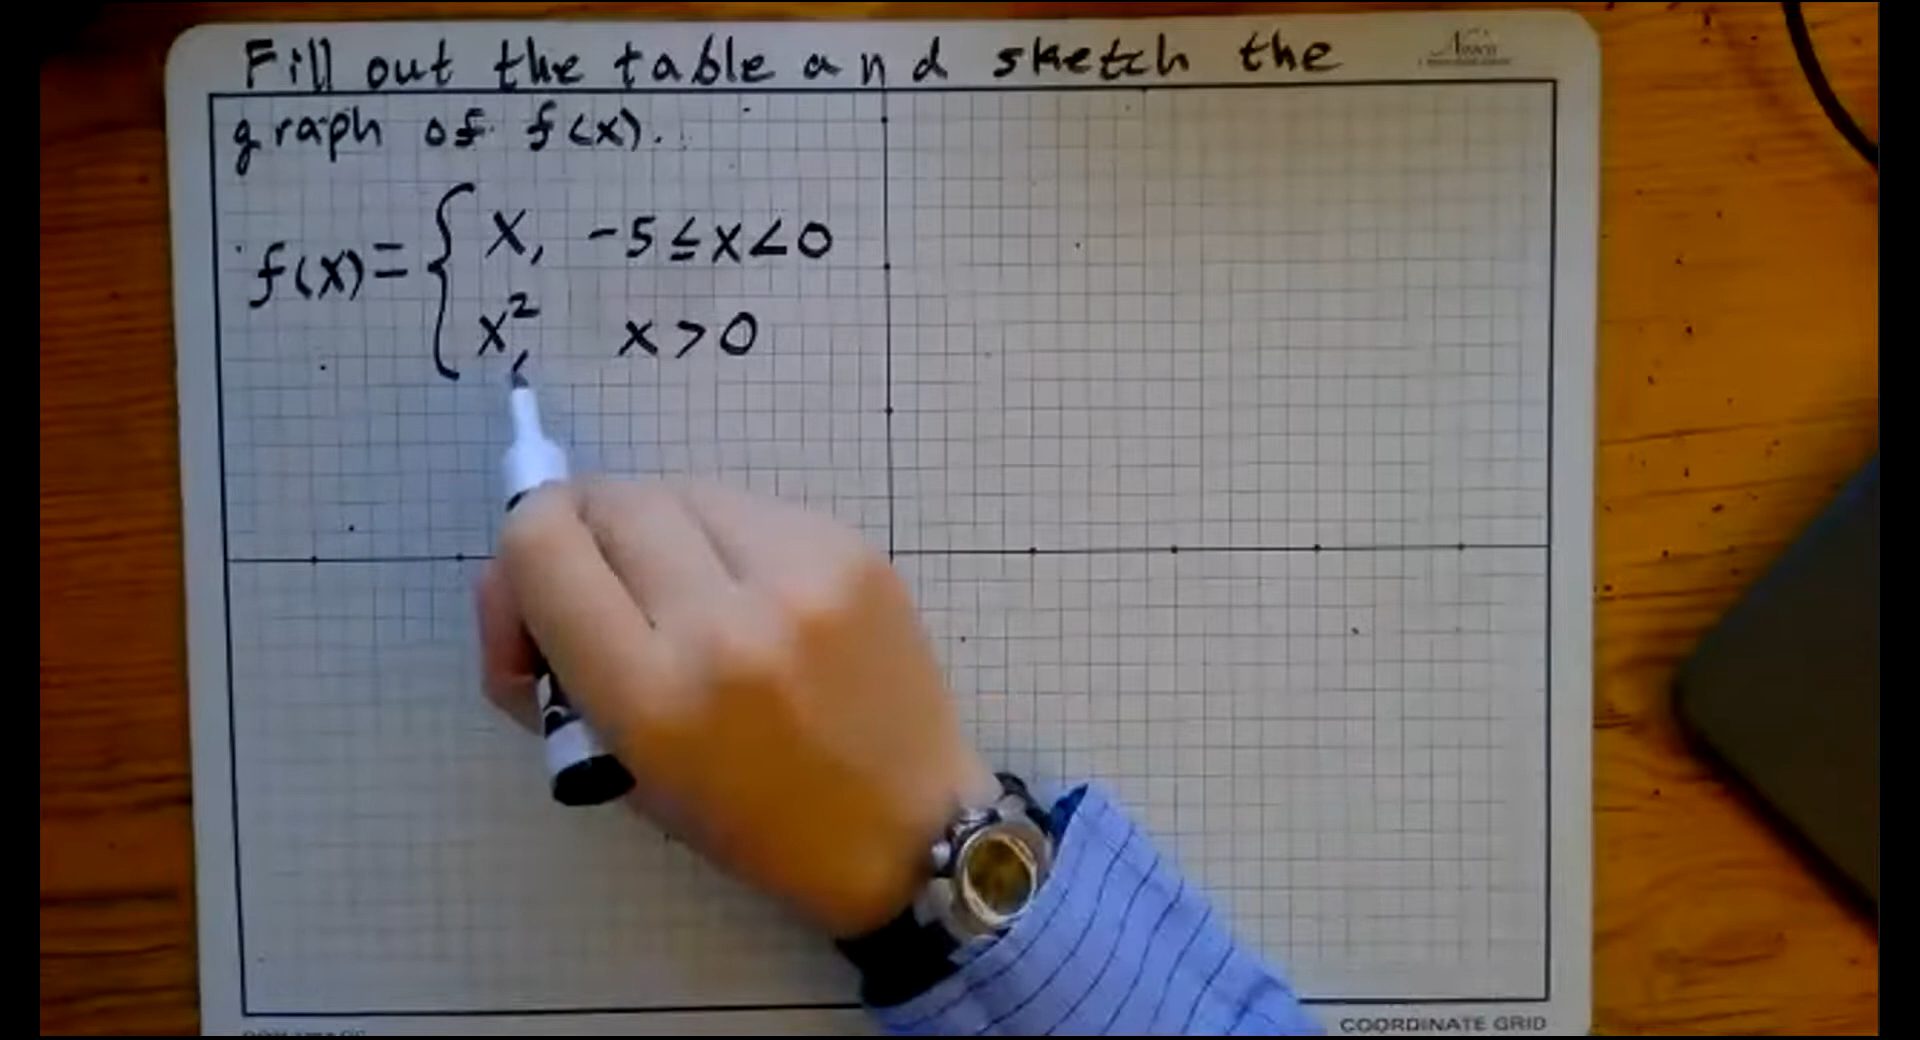 Fill out the table and sketch the
graph of f(x).
f(x) = { x, -5 ≤ x < 0
x², x > 0
COORDINATE GRID